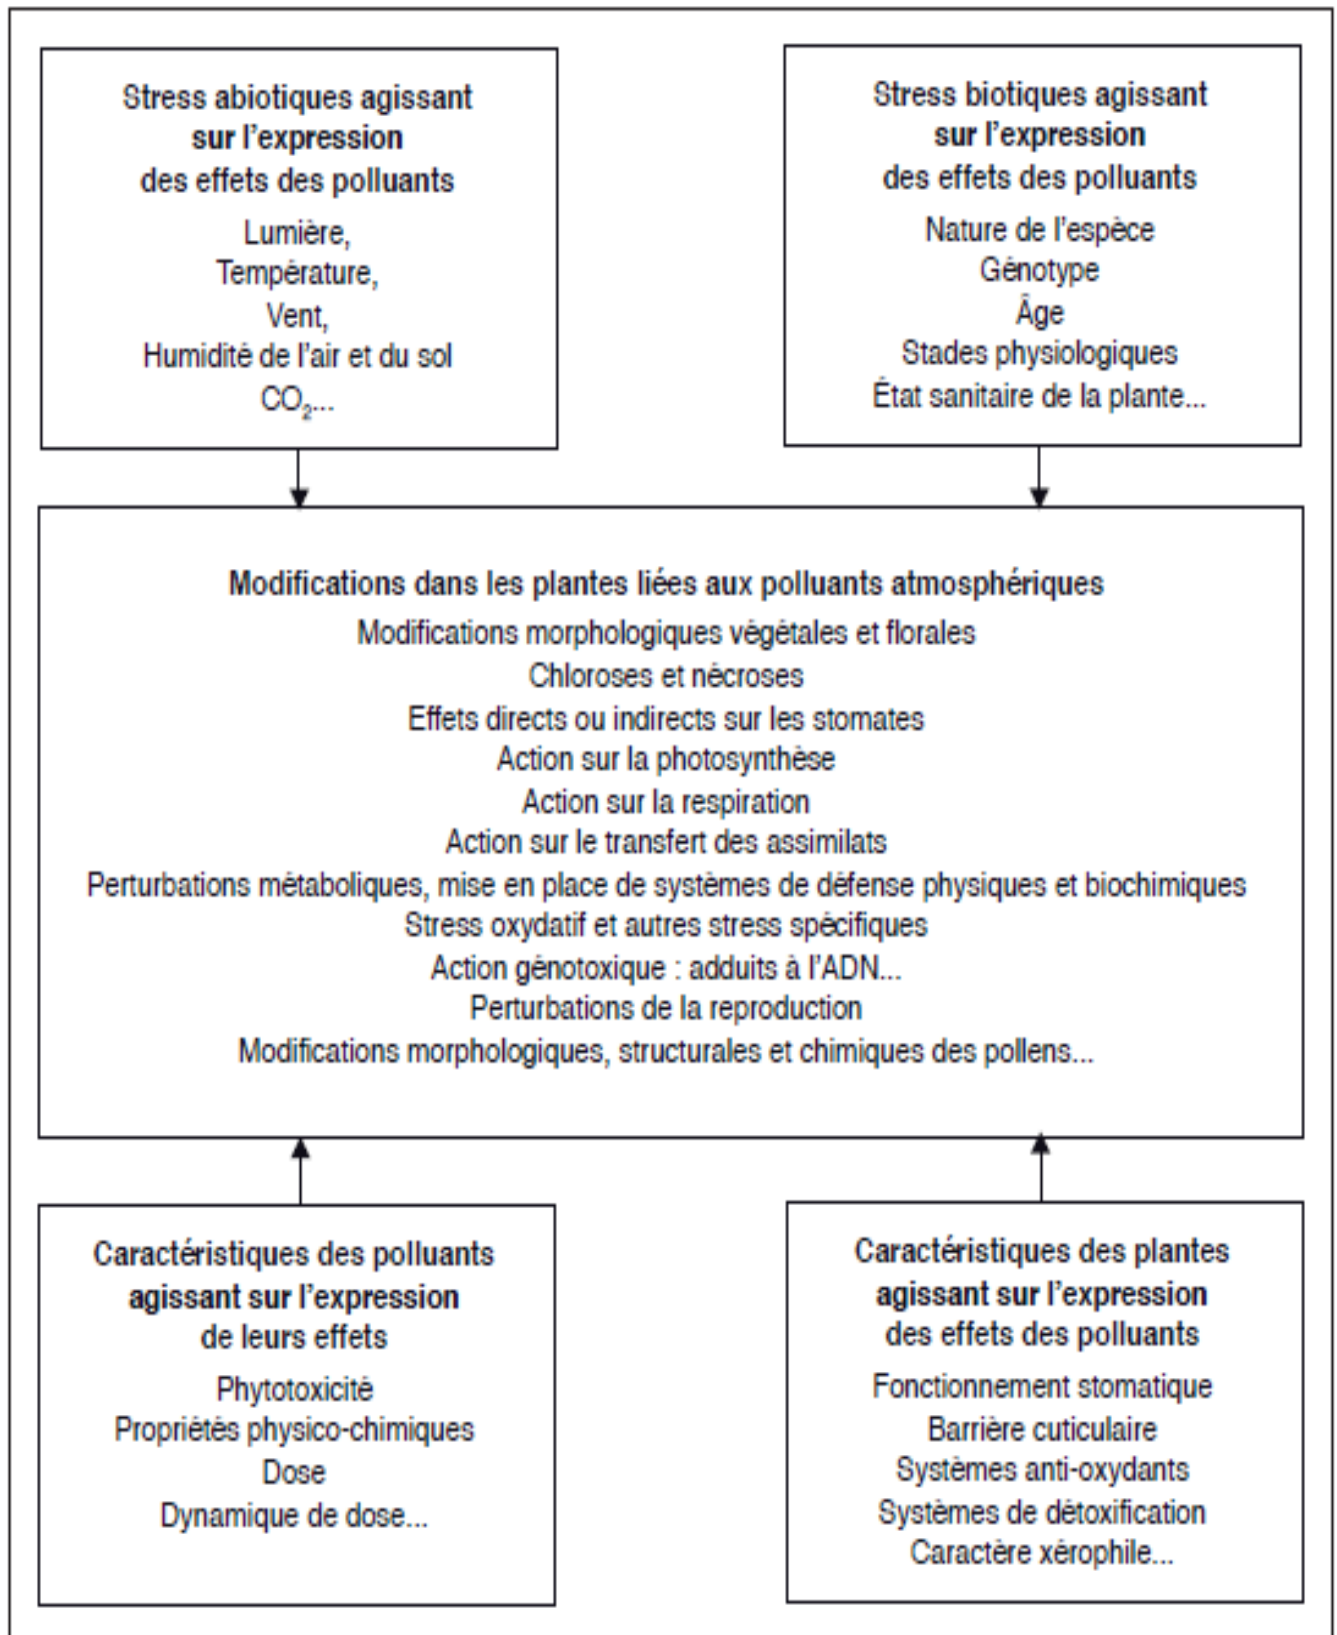 Stress abiotiques agissant
sur l'expression
des effets des polluants
Lumière,
Température,
Vent,
Humidité de l'air et du sol
CO₂...
Stress biotiques agissant
sur l'expression
des effets des polluants
Nature de l'espèce
Génotype
Âge
Stades physiologiques
État sanitaire de la plante...
Modifications dans les plantes liées aux polluants atmosphériques
Modifications morphologiques végétales et florales
Chloroses et nécroses
Effets directs ou indirects sur les stomates
Action sur la photosynthèse
Action sur la respiration
Action sur le transfert des assimilats
Perturbations métaboliques, mise en place de systèmes de défense physiques et biochimiques
Stress oxydatif et autres stress spécifiques
Action génotoxique : adduits à l'ADN...
Perturbations de la reproduction
Modifications morphologiques, structurales et chimiques des pollens...
Caractéristiques des polluants
agissant sur l'expression
de leurs effets
Phytotoxicité
Propriétés physico-chimiques
Dose
Dynamique de dose...
Caractéristiques des plantes
agissant sur l'expression
des effets des polluants
Fonctionnement stomatique
Barrière cuticulaire
Systèmes anti-oxydants
Systèmes de détoxification
Caractère xérophile...